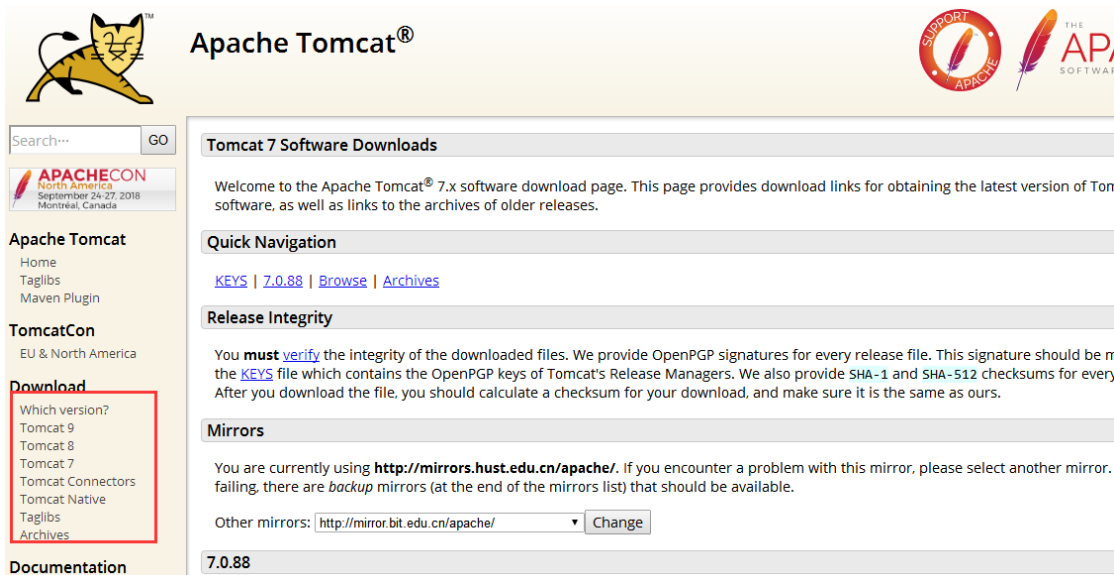 TM
Apache Tomcat®
SUPPORT
APACHE
THE
APA
SOFTWAR
Search···
GO
APACHECON
North America
September 24-27, 2018
Montréal, Canada
Apache Tomcat
Home
Taglibs
Maven Plugin
TomcatCon
EU & North America
Download
Which version?
Tomcat 9
Tomcat 8
Tomcat 7
Tomcat Connectors
Tomcat Native
Taglibs
Archives
Documentation
Tomcat 7 Software Downloads
Welcome to the Apache Tomcat® 7.x software download page. This page provides download links for obtaining the latest version of Tom
software, as well as links to the archives of older releases.
Quick Navigation
KEYS | 7.0.88 | Browse | Archives
Release Integrity
You must verify the integrity of the downloaded files. We provide OpenPGP signatures for every release file. This signature should be m
the KEYS file which contains the OpenPGP keys of Tomcat's Release Managers. We also provide SHA-1 and SHA-512 checksums for every
After you download the file, you should calculate a checksum for your download, and make sure it is the same as ours.
Mirrors
You are currently using http://mirrors.hust.edu.cn/apache/. If you encounter a problem with this mirror, please select another mirror.
failing, there are backup mirrors (at the end of the mirrors list) that should be available.
Other mirrors: http://mirror.bit.edu.cn/apache/ Change
7.0.88